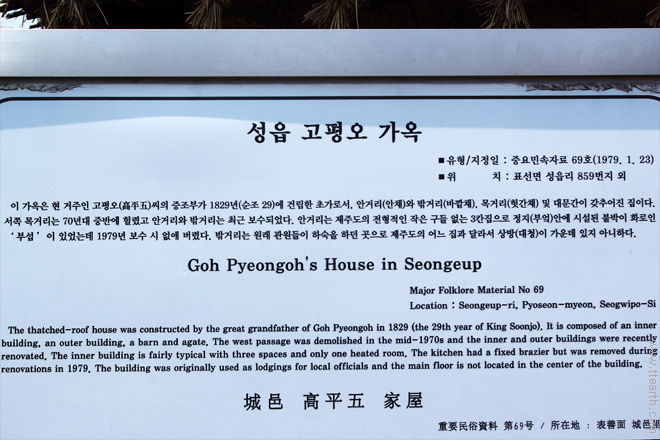 성읍 고평오 가옥
■유형/지정일 : 중요민속자료 69호(1979. 1. 23)
■위 치 : 표선면 성읍리 859번지 외
이 가옥은 현 거주인 고평오(高平五)씨의 증조부가 1829년(순조 29)에 건립한 초가로서, 안거리(안채)와 밖거리(바깥채), 목거리(헛간채) 및 대문간이 갖추어진 집이다.
서쪽 목거리는 70년대 중반에 헐렸고 안거리와 밖거리는 최근 보수되었다. 안거리는 제주도의 전형적인 작은 구들 없는 3칸집으로 정지(부엌)안에 시설된 붙박이 화로인
‘부섭’이 있었는데 1979년 보수 시 없애 버렸다. 밖거리는 원래 관원들이 하숙을 하던 곳으로 제주도의 어느 집과 달라서 상방(대청)이 가운데 있지 아니하다.
Goh Pyeongoh's House in Seongeup
Major Folklore Material No 69
Location : Seongeup-ri, Pyoseon-myeon, Seogwipo-Si
The thatched-roof house was constructed by the great grandfather of Goh Pyeongoh in 1829 (the 29th year of King Soonjo). It is composed of an inner
building, an outer building, a barn and agate. The west passage was demolished in the mid-1970s and the inner and outer buildings were recently
renovated. The inner building is fairly typical with three spaces and only one heated room. The kitchen had a fixed brazier but was removed during
renovations in 1979. The building was originally used as lodgings for local officials and the main floor is not located in the center of the building.
城邑 高平五 家屋
重要民俗資料 第69号 / 所在地 : 表善面 城邑里
www.ttearth.com